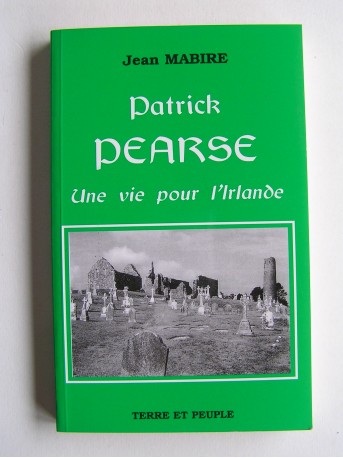 Jean MABIRE
Patrick
PEARSE
Une vie pour l'Irlande
TERRE ET PEUPLE